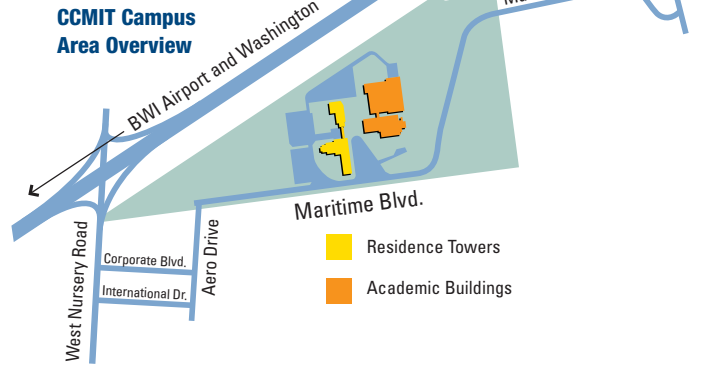 CCMIT Campus
Area Overview
BWI Airport and Washington
Maritime Blvd.
West Nursery Road
Corporate Blvd.
International Dr.
Aero Drive
Residence Towers
Academic Buildings